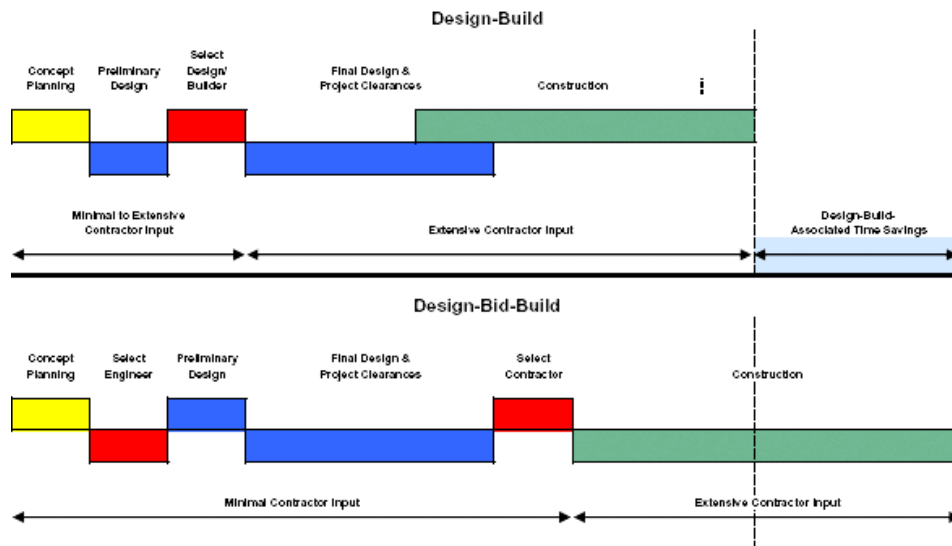 Design-Build
Concept
Planning
Preliminary
Design
Select
Design/
Builder
Final Design &
Project Clearances
Construction
Minimal to Extensive
Contractor Input
Extensive Contractor Input
Design-Build-
Associated Time Savings
Design-Bid-Build
Concept
Planning
Select
Engineer
Preliminary
Design
Final Design &
Project Clearances
Select
Contractor
Construction
Minimal Contractor Input
Extensive Contractor Input